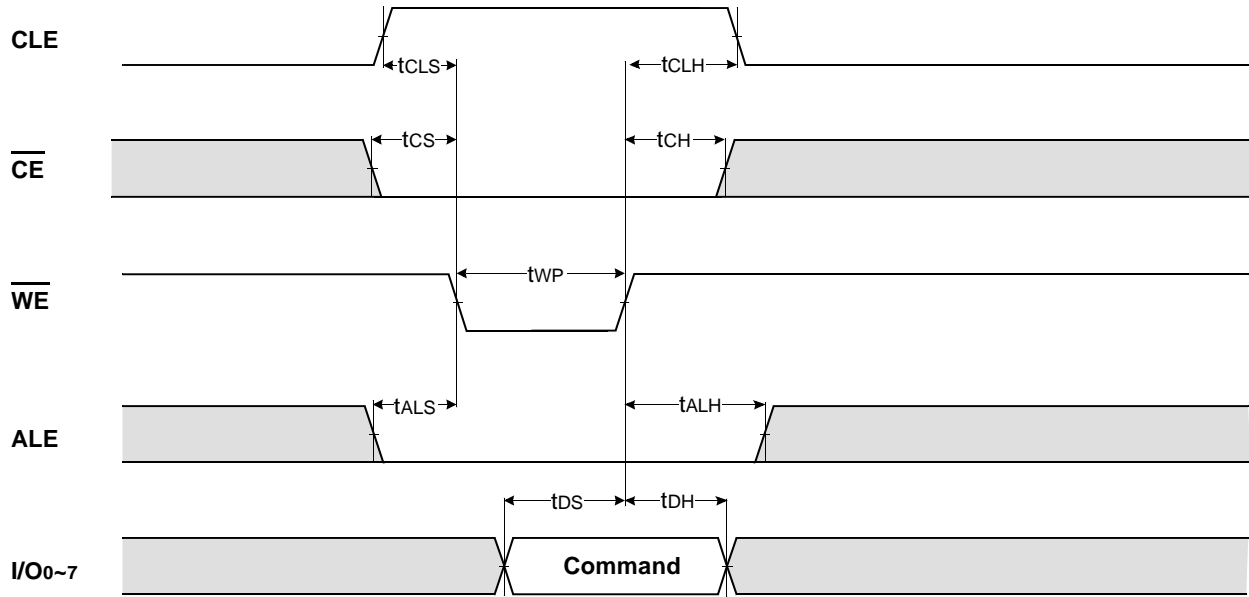 CLE
tCLS
tCLH
CE
tCS
tCH
WE
tWP
ALE
tALS
tALH
tDS
tDH
I/O0~7
Command